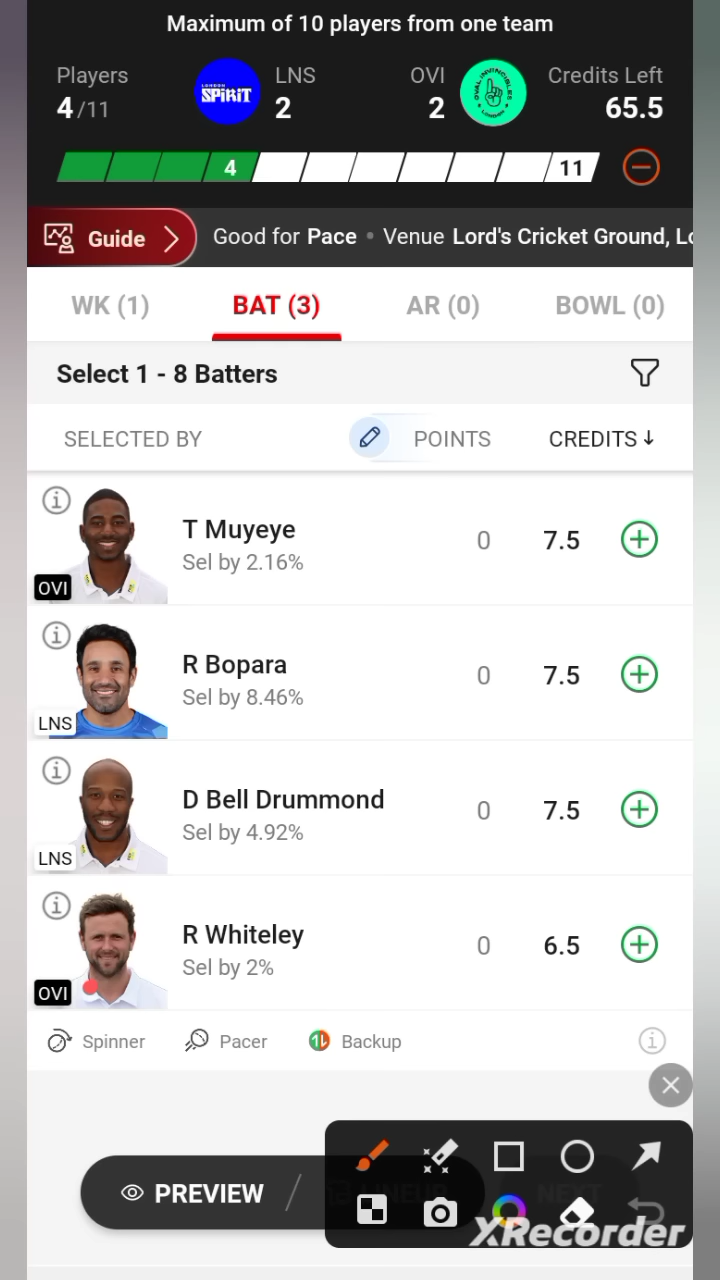 Maximum of 10 players from one team
Players
4/11
LONDON
SPIRIT
LNS
2
OVI
2
OVAL INVINCIBLES
Credits Left
65.5
4
11
Guide
Good for Pace • Venue Lord's Cricket Ground, Lo
WK (1)
BAT (3)
AR (0)
BOWL (0)
Select 1 - 8 Batters
SELECTED BY
POINTS
CREDITS↓
T Muyeye
Sel by 2.16%
0
7.5
OVI
R Bopara
Sel by 8.46%
0
7.5
LNS
D Bell Drummond
Sel by 4.92%
0
7.5
LNS
R Whiteley
Sel by 2%
0
6.5
OVI
Spinner
Pacer
Backup
PREVIEW
XRecorder